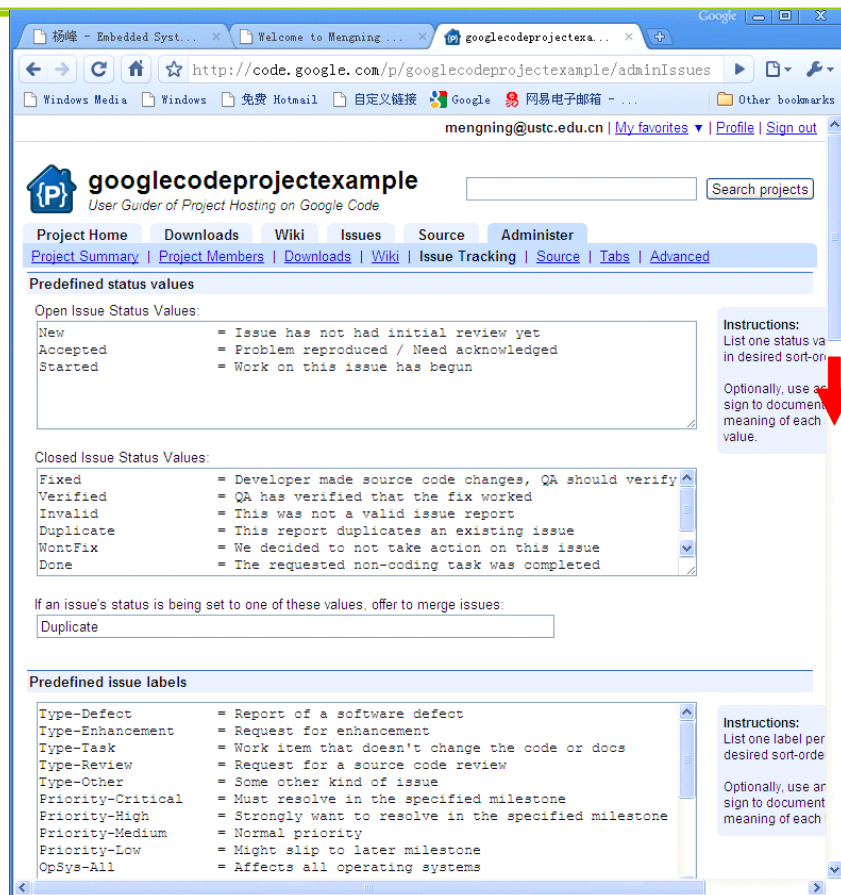 Google
杨峰 - Embedded Syst...
Welcome to Mengning ...
googlecodeprojectexa...
http://code.google.com/p/googlecodeprojectexample/adminIssues
Windows Media Windows 免费 Hotmail 自定义链接 Google 网易电子邮箱 - ... Other bookmarks
mengning@ustc.edu.cn | My favorites ▼ | Profile | Sign out
{P}
googlecodeprojectexample
User Guider of Project Hosting on Google Code
Search projects
Project Home Downloads Wiki Issues Source Administer
Project Summary | Project Members | Downloads | Wiki | Issue Tracking | Source | Tabs | Advanced
Predefined status values
Open Issue Status Values:
New = Issue has not had initial review yet
Accepted = Problem reproduced / Need acknowledged
Started = Work on this issue has begun
Instructions:
List one status va
in desired sort-or
Optionally, use an
sign to document
meaning of each
value.
Closed Issue Status Values:
Fixed = Developer made source code changes, QA should verify
Verified = QA has verified that the fix worked
Invalid = This was not a valid issue report
Duplicate = This report duplicates an existing issue
WontFix = We decided to not take action on this issue
Done = The requested non-coding task was completed
If an issue's status is being set to one of these values, offer to merge issues:
Duplicate
Predefined issue labels
Type-Defect = Report of a software defect
Type-Enhancement = Request for enhancement
Type-Task = Work item that doesn't change the code or docs
Type-Review = Request for a source code review
Type-Other = Some other kind of issue
Priority-Critical = Must resolve in the specified milestone
Priority-High = Strongly want to resolve in the specified milestone
Priority-Medium = Normal priority
Priority-Low = Might slip to later milestone
OpSys-All = Affects all operating systems
Instructions:
List one label per
desired sort-orde
Optionally, use an
sign to document
meaning of each